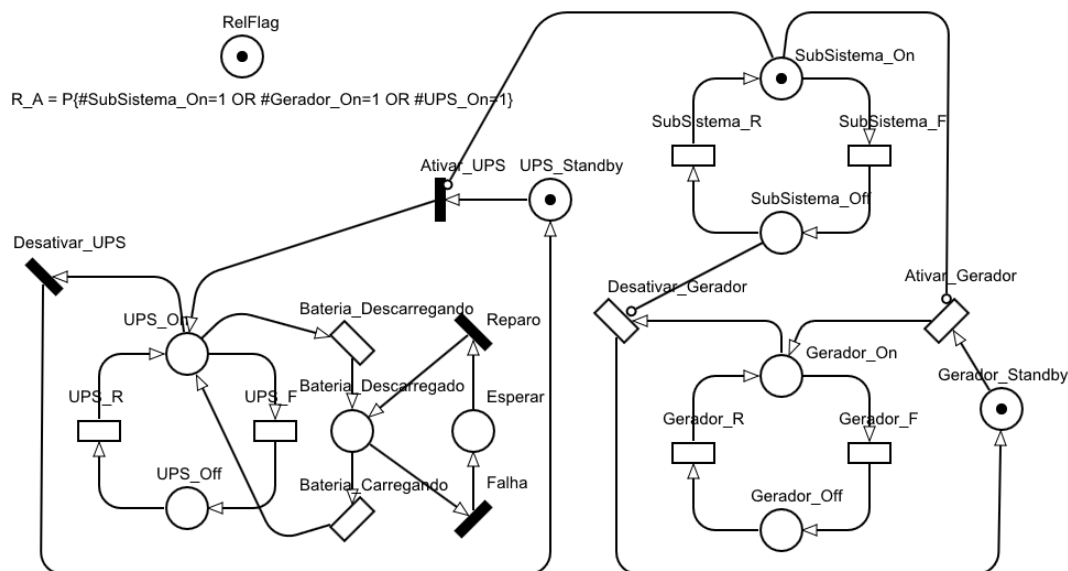 RelFlag
R_A = P{#SubSistema_On=1 OR #Gerador_On=1 OR #UPS_On=1}
SubSistema_On
SubSistema_R
SubSistema_F
Ativar_UPS
UPS_Standby
SubSistema_Off
Desativar_UPS
Desativar_Gerador
Ativar_Gerador
UPS_On
Bateria_Descarregando
Reparo
Gerador_On
Gerador_Standby
UPS_R
UPS_F
Bateria_Descarregado
Esperar
Gerador_R
Gerador_F
UPS_Off
Bateria_Carregando
Falha
Gerador_Off